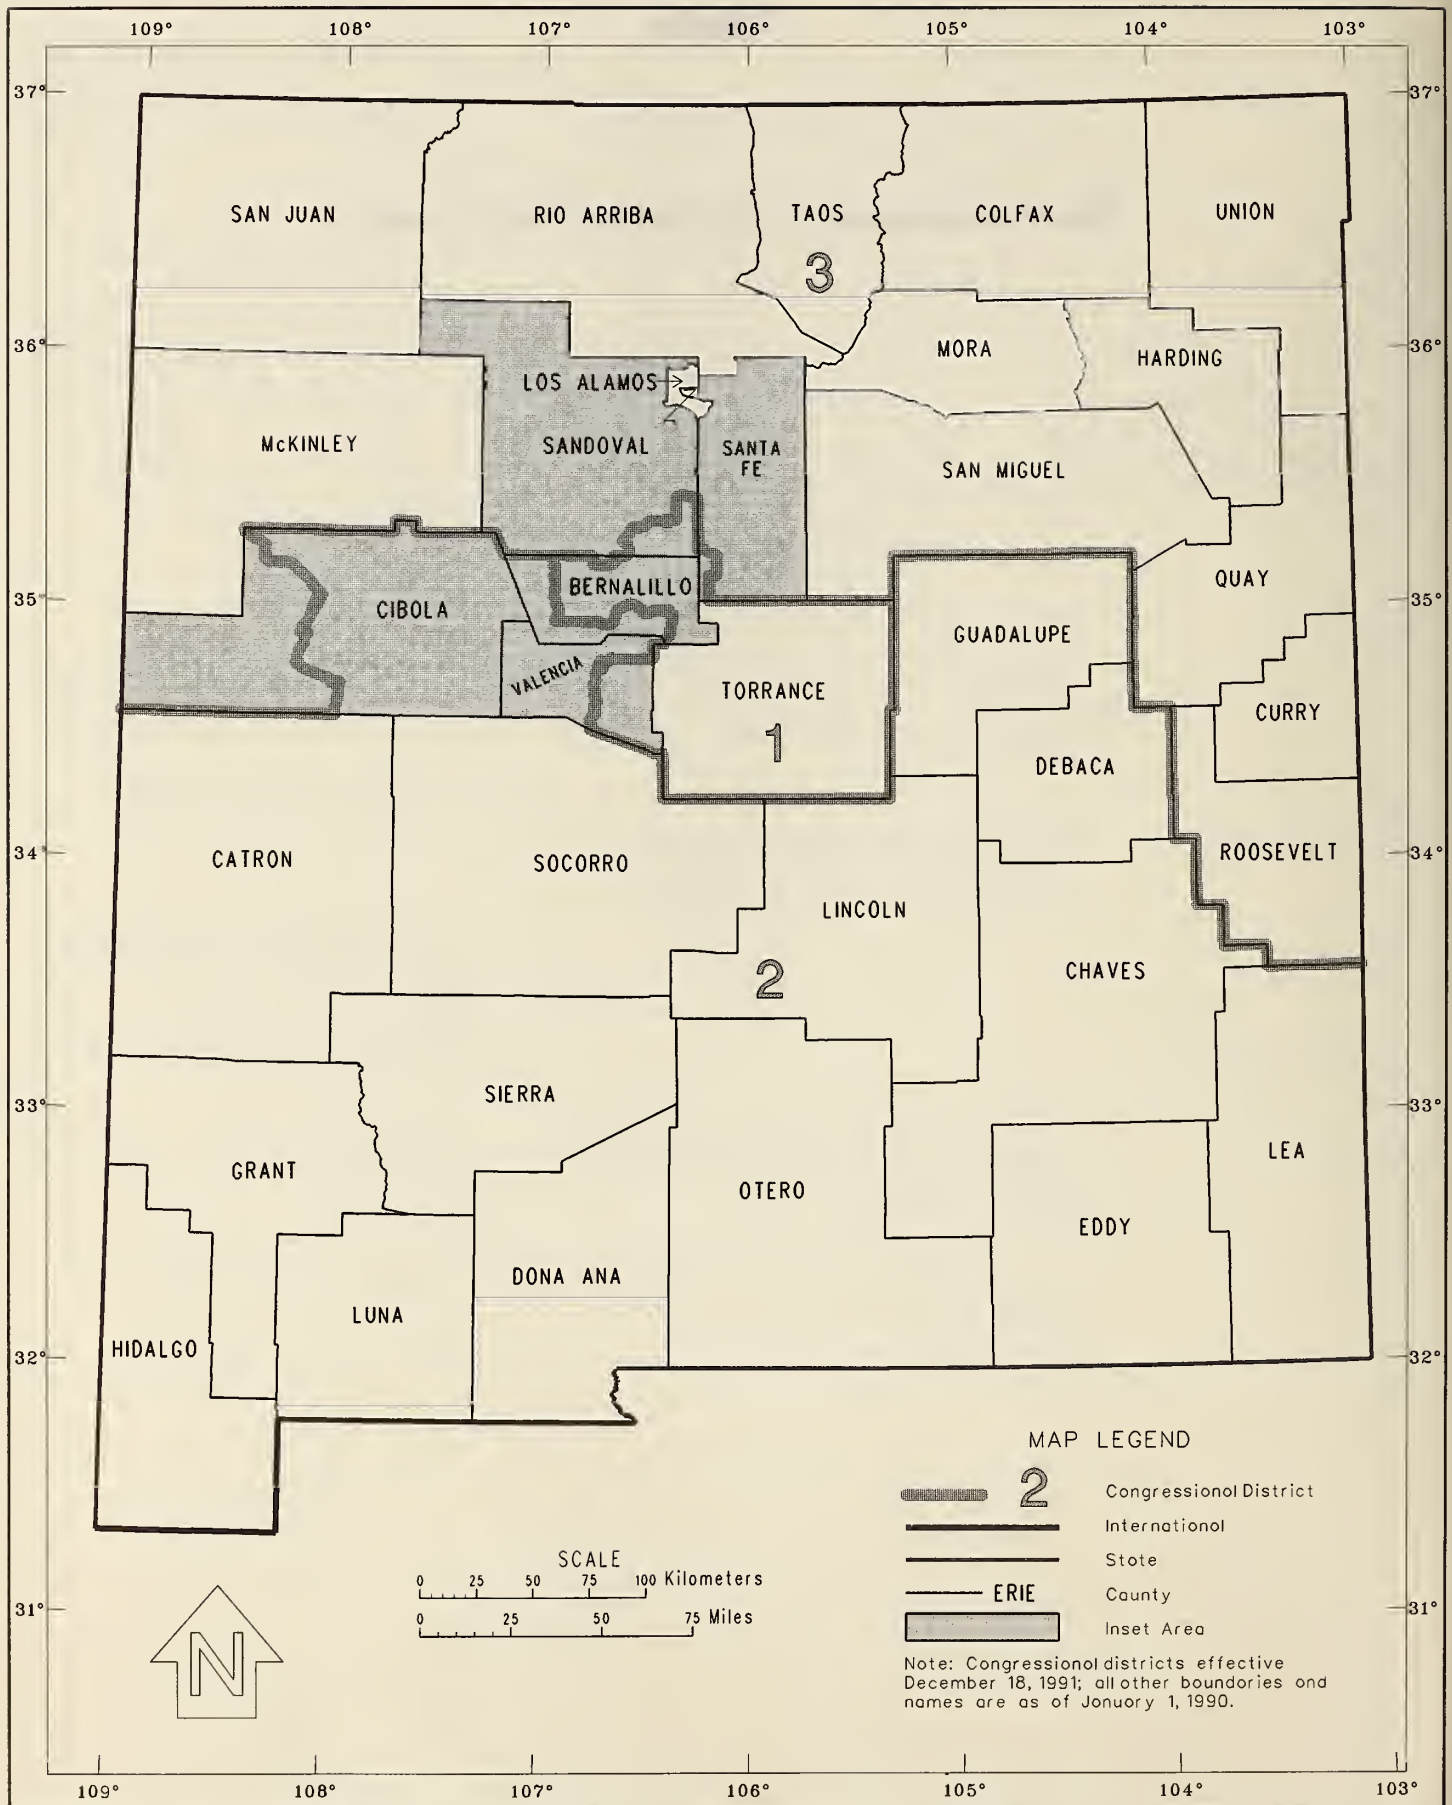 109° 108° 107° 106° 105° 104° 103°
37° 37°
SAN JUAN RIO ARRIBA TAOS COLFAX UNION
3
36° 36°
MORA HARDING
LOS ALAMOS
McKINLEY SANDOVAL SANTA
FE SAN MIGUEL
BERNALILLO QUAY
35° 35°
CIBOLA GUADALUPE
VALENCIA TORRANCE CURRY
1 DEBACA
34° 34°
CATRON SOCORRO ROOSEVELT
LINCOLN
2 CHAVES
SIERRA
33° 33°
GRANT OTERO LEA
EDDY
DONA ANA
LUNA
HIDALGO
32° 32°
MAP LEGEND
2 Congressionol District
Internationol
Stote
ERIE County
Inset Area
SCALE
0 25 50 75 100 Kilometers
0 25 50 75 Miles
31° 31°
N
Note: Congressionol districts effective
December 18, 1991; oll other boundories ond
nomes ore os of Jonuory 1, 1990.
109° 108° 107° 106° 105° 104° 103°